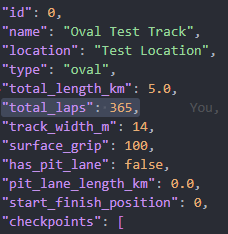 "id": 0,
"name": "Oval Test Track",
"location": "Test Location",
"type": "oval",
"total_length_km": 5.0,
"total_laps": 365, You,
"track_width_m": 14,
"surface_grip": 100,
"has_pit_lane": false,
"pit_lane_length_km": 0.0,
"start_finish_position": 0,
"checkpoints": [